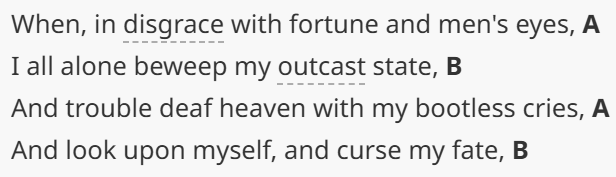 When, in disgrace with fortune and men's eyes, A
I all alone beweep my outcast state, B
And trouble deaf heaven with my bootless cries, A
And look upon myself, and curse my fate, B